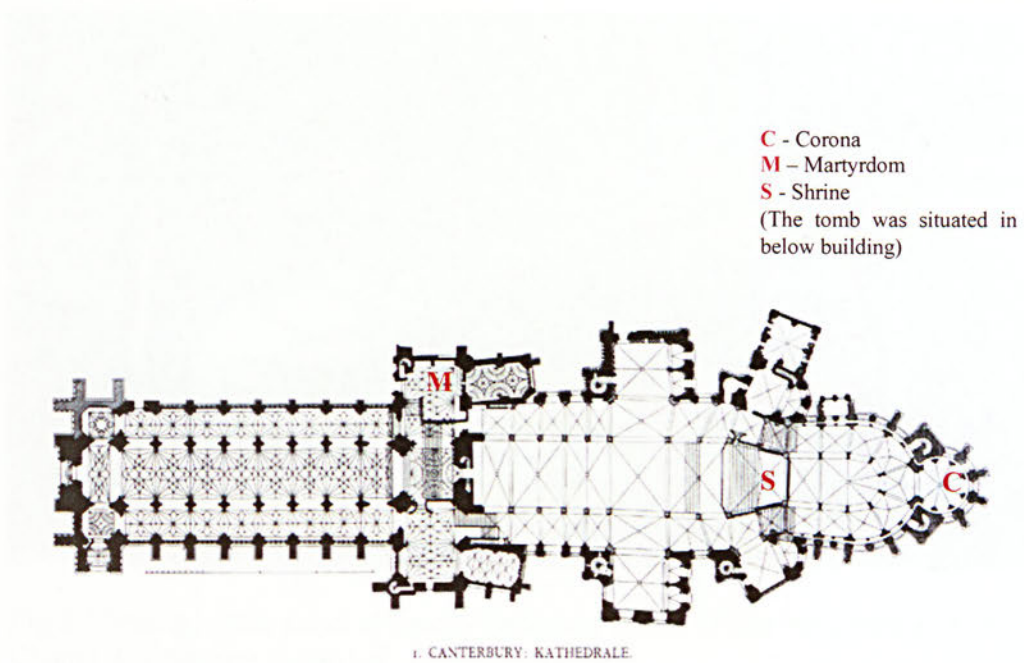 C - Corona
M – Martyrdom
S - Shrine
(The tomb was situated in
below building)
M
S
C
1. CANTERBURY: KATHEDRALE.